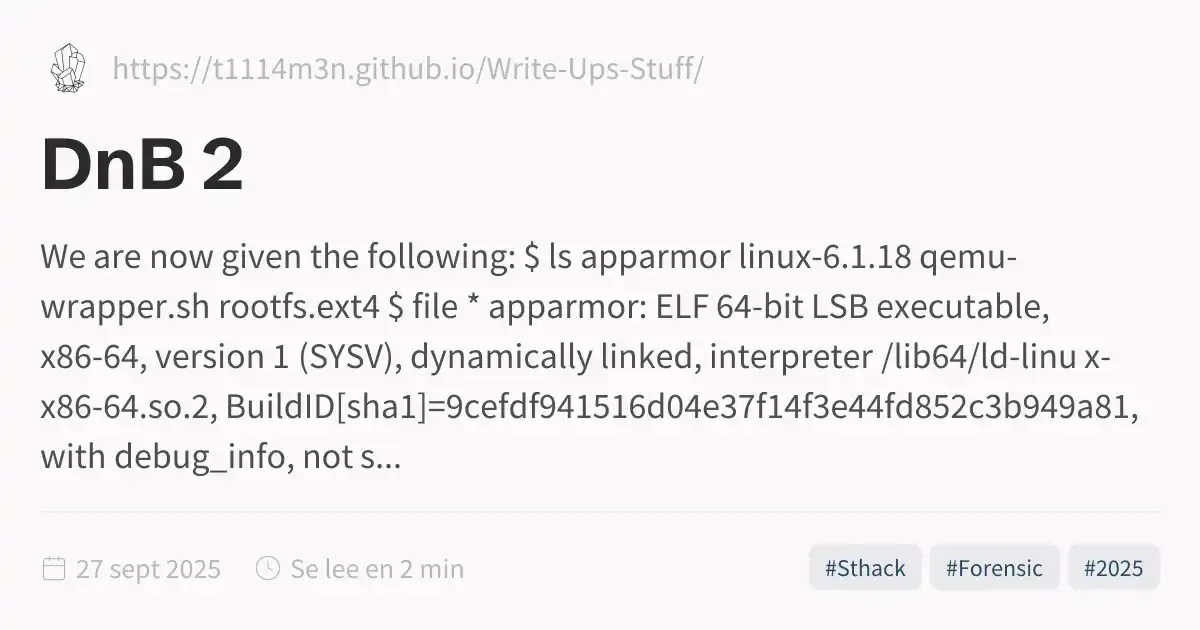 https://t1114m3n.github.io/Write-Ups-Stuff/
DnB 2
We are now given the following: $ ls apparmor linux-6.1.18 qemu-
wrapper.sh rootfs.ext4 $ file * apparmor: ELF 64-bit LSB executable,
x86-64, version 1 (SYSV), dynamically linked, interpreter /lib64/ld-linu x-
x86-64.so.2, BuildID[sha1]=9cefdf941516d04e37f14f3e44fd852c3b949a81,
with debug_info, not s...
27 sept 2025 Se lee en 2 min #Sthack #Forensic #2025